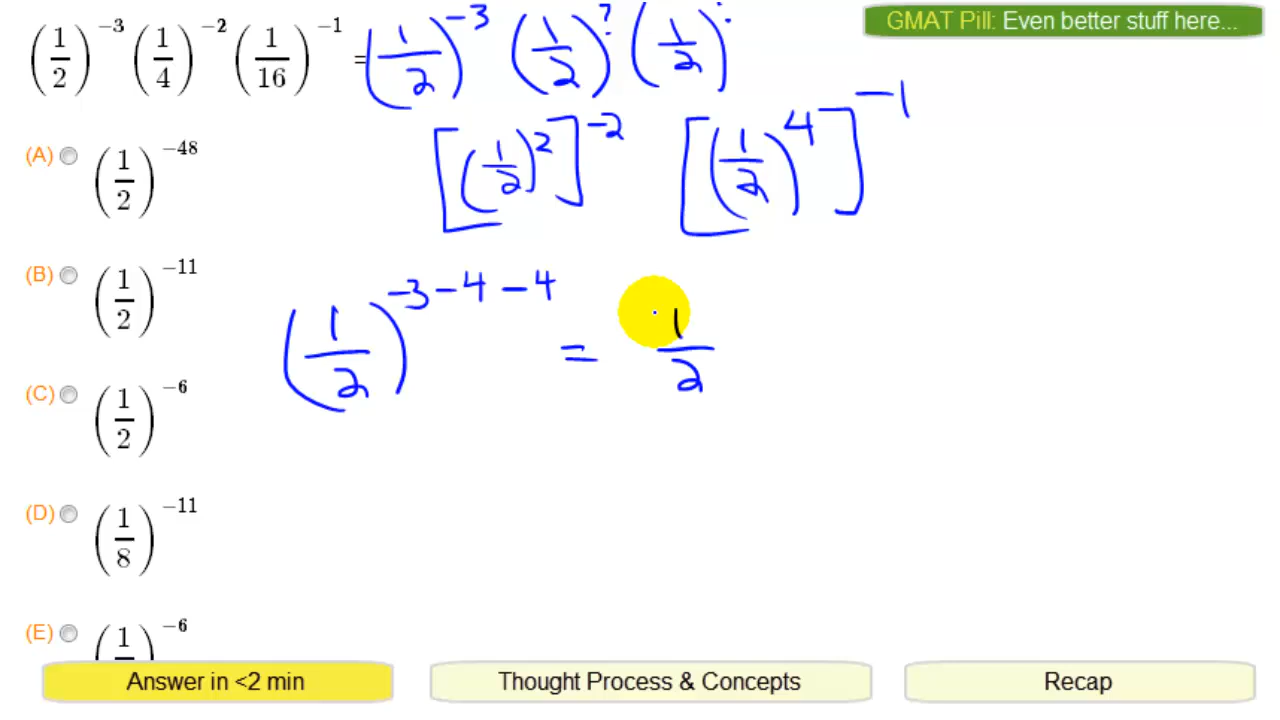 GMAT Pill: Even better stuff here...
(1/2)^−3 (1/4)^−2 (1/16)^−1 = (1/2)^-3 (1/2)^? (1/2)
[(1/2)^2]^-2 [(1/2)^4]^-1
(A) (1/2)^−48
(B) (1/2)^−11
(1/2)^-3-4-4 = 1/2
(C) (1/2)^−6
(D) (1/8)^−11
(E) (1/ )^−6
Answer in <2 min
Thought Process & Concepts
Recap